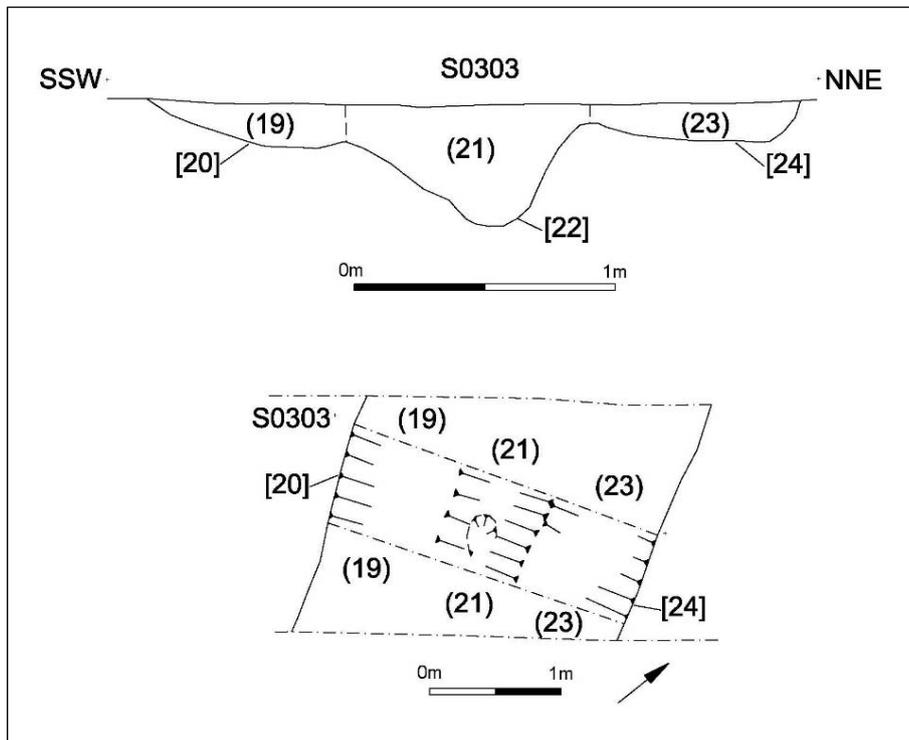 SSW S0303 NNE
(19) (21) (23)
[20] [24]
[22]
0m 1m
S0303 (19)
(21)
[20] (23)
(19)
(21) [24]
(23)
0m 1m